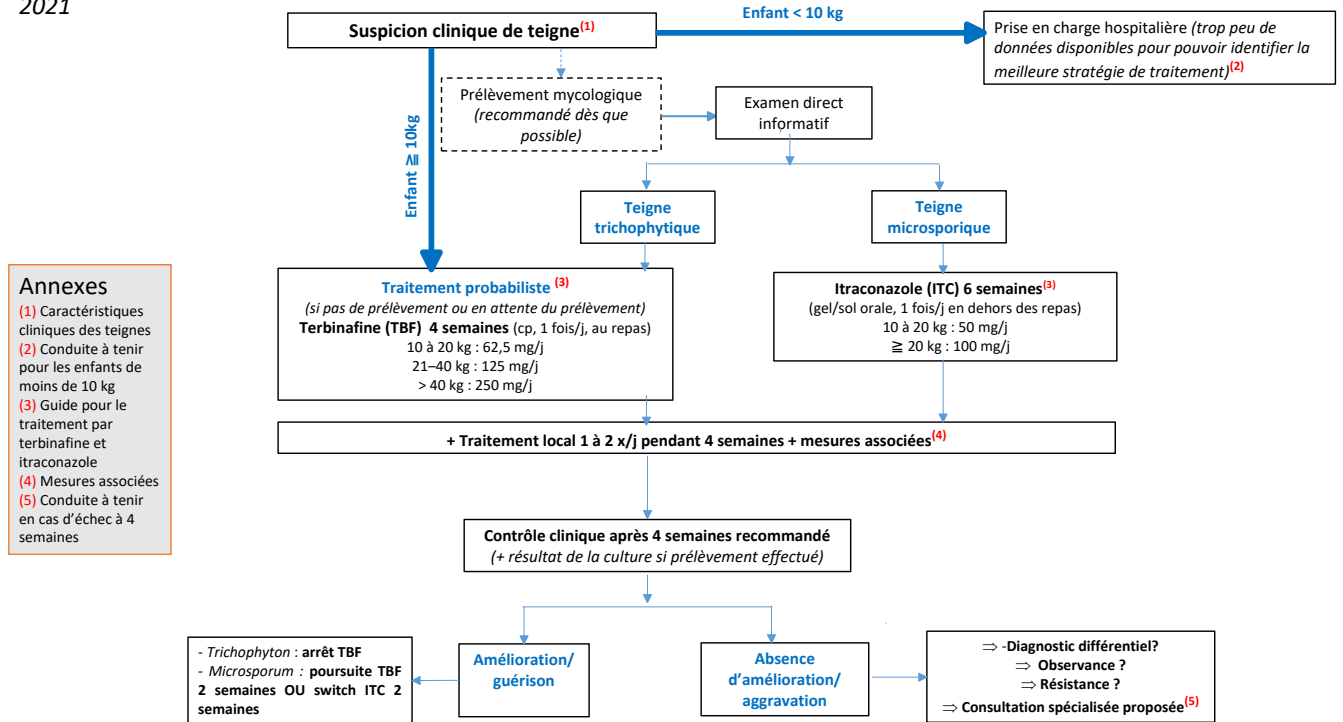 2021
Suspicion clinique de teigne(1)
Enfant < 10 kg
Prise en charge hospitalière (trop peu de
données disponibles pour pouvoir identifier la
meilleure stratégie de traitement)(2)
Enfant ≧ 10kg
Prélèvement mycologique
(recommandé dès que
possible)
Examen direct
informatif
Teigne
trichophytique
Teigne
microsporique
Annexes
(1) Caractéristiques
cliniques des teignes
(2) Conduite à tenir
pour les enfants de
moins de 10 kg
(3) Guide pour le
traitement par
terbinafine et
itraconazole
(4) Mesures associées
(5) Conduite à tenir
en cas d'échec à 4
semaines
Traitement probabiliste (3)
(si pas de prélèvement ou en attente du prélèvement)
Terbinafine (TBF) 4 semaines (cp, 1 fois/j, au repas)
10 à 20 kg : 62,5 mg/j
21–40 kg : 125 mg/j
> 40 kg : 250 mg/j
Itraconazole (ITC) 6 semaines(3)
(gel/sol orale, 1 fois/j en dehors des repas)
10 à 20 kg : 50 mg/j
≧ 20 kg : 100 mg/j
+ Traitement local 1 à 2 x/j pendant 4 semaines + mesures associées(4)
Contrôle clinique après 4 semaines recommandé
(+ résultat de la culture si prélèvement effectué)
- Trichophyton : arrêt TBF
- Microsporum : poursuite TBF
2 semaines OU switch ITC 2
semaines
Amélioration/
guérison
Absence
d'amélioration/
aggravation
⇒ -Diagnostic différentiel?
⇒ Observance ?
⇒ Résistance ?
⇒ Consultation spécialisée proposée(5)